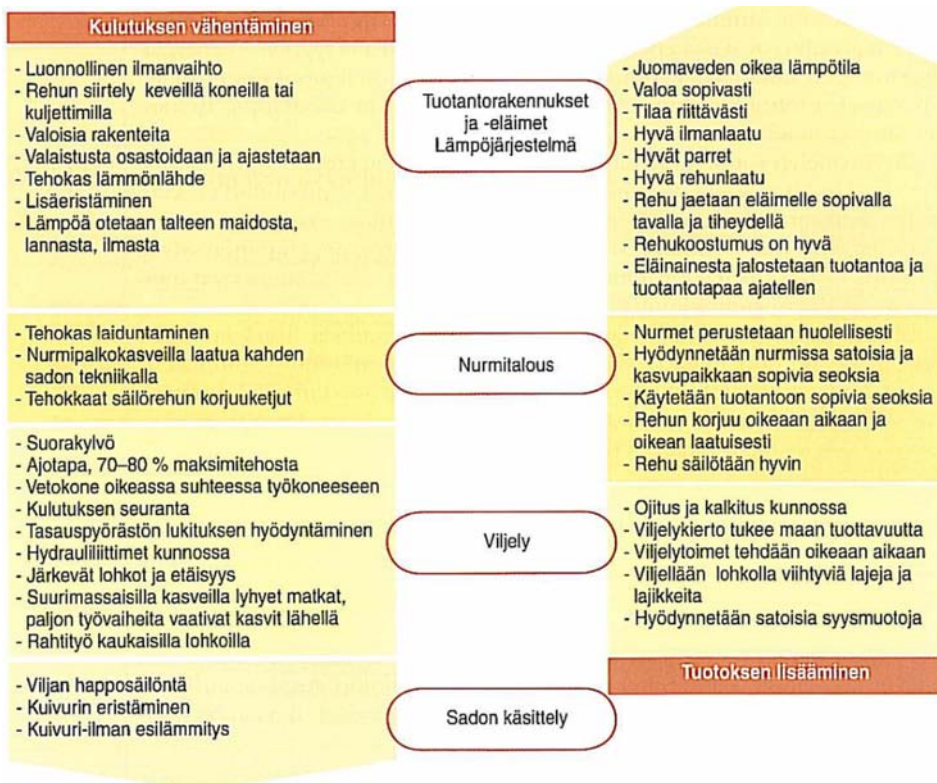 Kulutuksen vähentäminen
- Luonnollinen ilmanvaihto
- Rehun siirtely keveillä koneilla tai
kuljettimilla
- Valoisia rakenteita
- Valaistusta osastoidaan ja ajastetaan
- Tehokas lämmönlähde
- Lisäeristäminen
- Lämpöä otetaan talteen maidosta,
lannasta, ilmasta
Tuotantorakennukset
ja -eläimet
Lämpöjärjestelmä
- Juomaveden oikea lämpötila
- Valoa sopivasti
- Tilaa riittävästi
- Hyvä ilmanlaatu
- Hyvät parret
- Hyvä rehunlaatu
- Rehu jaetaan eläimelle sopivalla
tavalla ja tiheydellä
- Rehukoostumus on hyvä
- Eläinainesta jalostetaan tuotantoa ja
tuotantotapaa ajatellen
- Tehokas laiduntaminen
- Nurmipalkokasveilla laatua kahden
sadon tekniikalla
- Tehokkaat säilörehun korjuuketjut
Nurmitalous
- Nurmet perustetaan huolellisesti
- Hyödynnetään nurmissa satoisia ja
kasvupaikkaan sopivia seoksia
- Käytetään tuotantoon sopivia seoksia
- Rehun korjuu oikeaan aikaan ja
oikean laatuisesti
- Rehu säilötään hyvin
- Suorakylvö
- Ajotapa, 70–80 % maksimitehosta
- Vetokone oikeassa suhteessa työkoneeseen
- Kulutuksen seuranta
- Tasauspyörästön lukituksen hyödyntäminen
- Hydrauliliittimet kunnossa
- Järkevät lohkot ja etäisyys
- Suurimassaisilla kasveilla lyhyet matkat,
paljon työvaiheita vaativat kasvit lähellä
- Rahtityö kaukaisilla lohkoilla
Viljely
- Ojitus ja kalkitus kunnossa
- Viljelykierto tukee maan tuottavuutta
- Viljelytoimet tehdään oikeaan aikaan
- Viljellään lohkolla viihtyviä lajeja ja
lajikkeita
- Hyödynnetään satoisia syysmuotoja
Tuotoksen lisääminen
- Viljan happosäilöntä
- Kuivurin eristäminen
- Kuivuri-ilman esilämmitys
Sadon käsittely